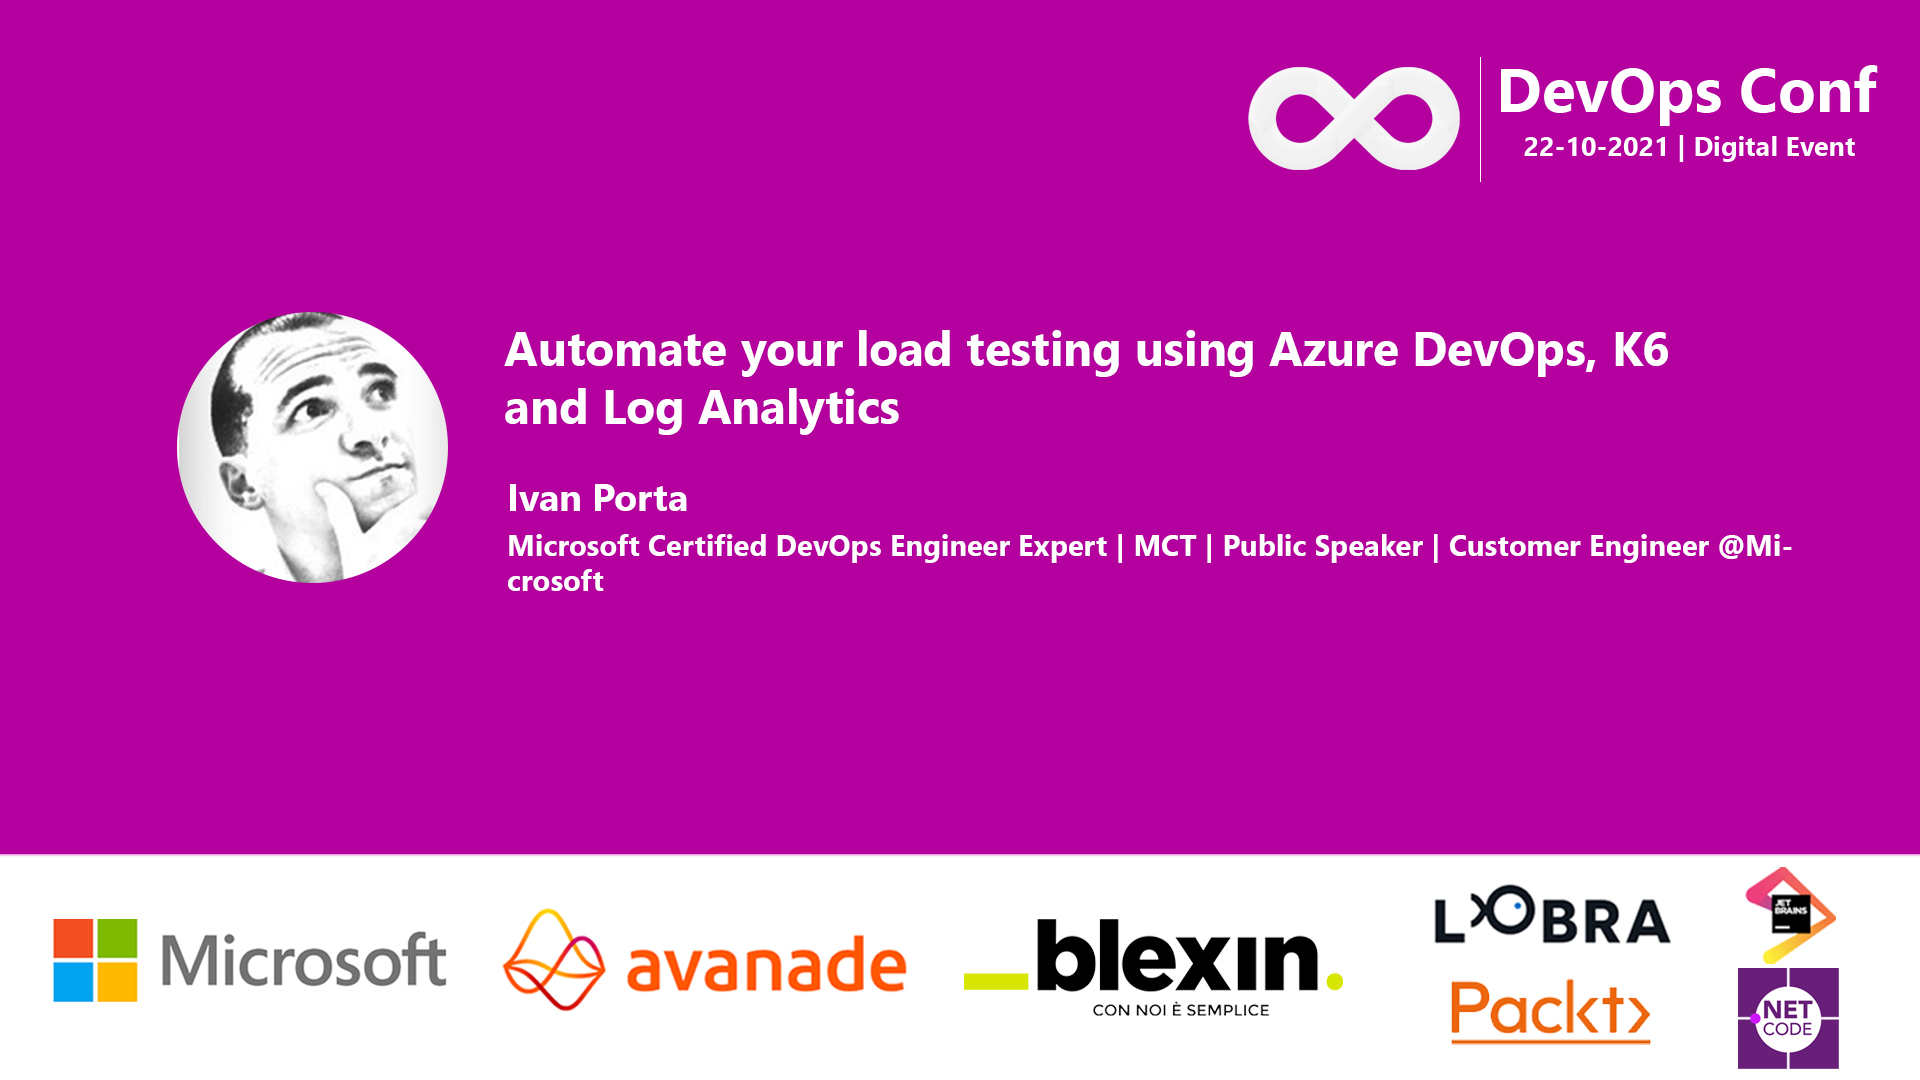 DevOps Conf
22-10-2021 | Digital Event
Automate your load testing using Azure DevOps, K6
and Log Analytics
Ivan Porta
Microsoft Certified DevOps Engineer Expert | MCT | Public Speaker | Customer Engineer @Mi-
crosoft
Microsoft
avanade
blexin.
CON NOI È SEMPLICE
LOBRA
JET
BRAINS
Packt
NET
CODE